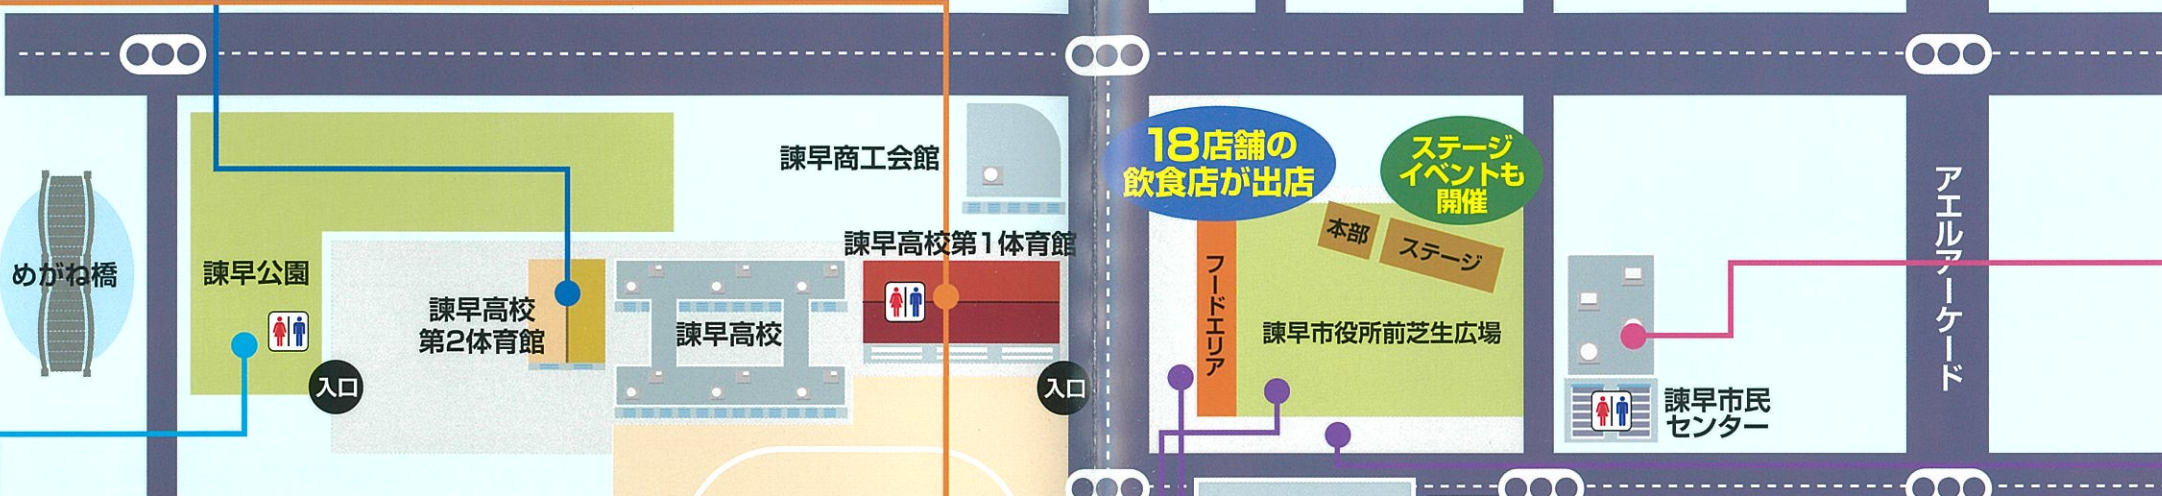 めがね橋
諫早公園
入口
諫早高校
第2体育館
諫早高校
諫早商工会館
諫早高校第1体育館
入口
18店舗の
飲食店が出店
ステージ
イベントも
開催
本部
ステージ
フードエリア
諫早市役所前芝生広場
諫早市民
センター
アエルアーケード